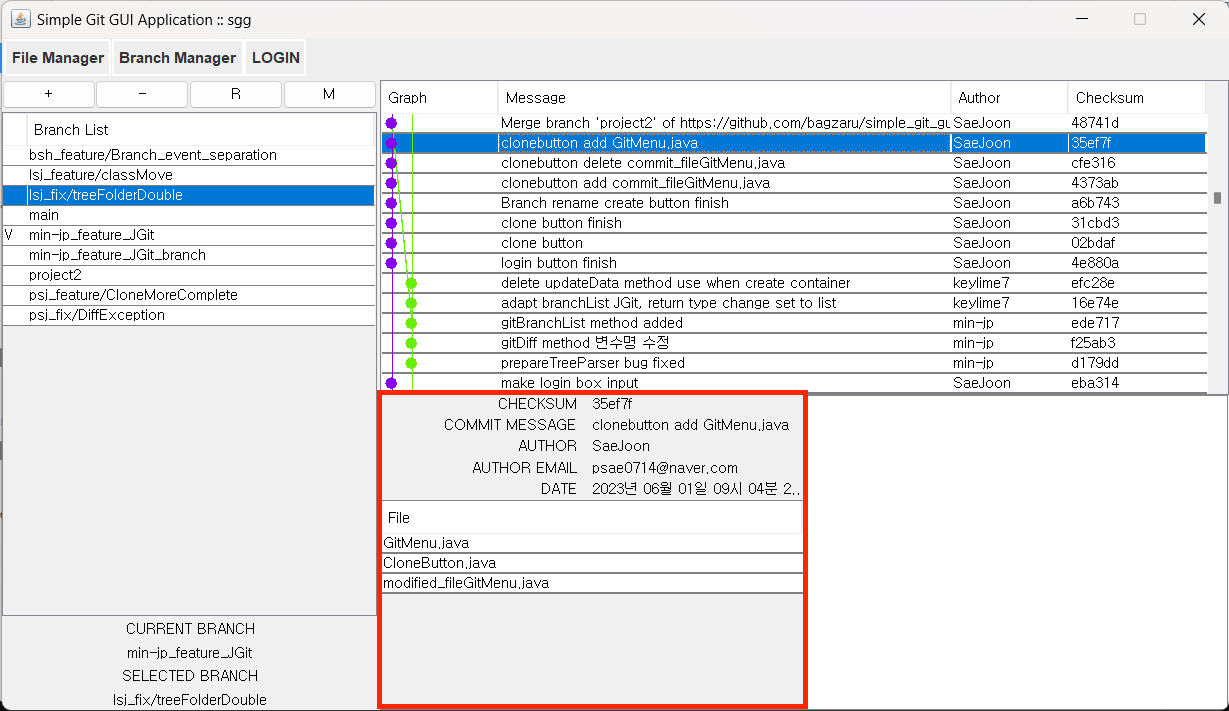 Simple Git GUI Application :: sgg
File Manager Branch Manager LOGIN
+ - R M
Branch List
bsh_feature/Branch_event_separation
lsj_feature/classMove
lsj_fix/treeFolderDouble
main
V min-jp_feature_JGit
min-jp_feature_JGit_branch
project2
psj_feature/CloneMoreComplete
psj_fix/DiffException
CURRENT BRANCH
min-jp_feature_JGit
SELECTED BRANCH
lsj_fix/treeFolderDouble
Graph Message Author Checksum
Merge branch 'project2' of https://github.com/bagzaru/simple_git_gu SaeJoon 48741d
clonebutton add GitMenu.java SaeJoon 35ef7f
clonebutton delete commit_fileGitMenu.java SaeJoon cfe316
clonebutton add commit_fileGitMenu.java SaeJoon 4373ab
Branch rename create button finish SaeJoon a6b743
clone button finish SaeJoon 31cbd3
clone button SaeJoon 02bdaf
login button finish SaeJoon 4e880a
delete updateData method use when create container keylime7 efc28e
adapt branchList JGit, return type change set to list keylime7 16e74e
gitBranchList method added min-jp ede717
gitDiff method 변수명 수정 min-jp f25ab3
prepareTreeParser bug fixed min-jp d179dd
make login box input SaeJoon eba314
CHECKSUM 35ef7f
COMMIT MESSAGE clonebutton add GitMenu.java
AUTHOR SaeJoon
AUTHOR EMAIL psae0714@naver.com
DATE 2023년 06월 01일 09시 04분 2...
File
GitMenu.java
CloneButton.java
modified_fileGitMenu.java